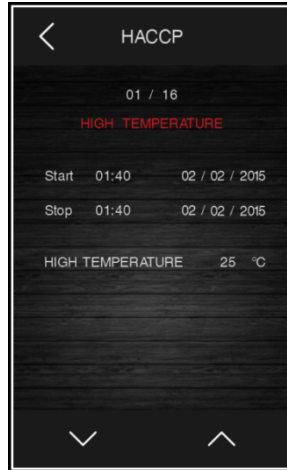 HACCP
01 / 16
HIGH TEMPERATURE
Start 01:40 02 / 02 / 2015
Stop 01:40 02 / 02 / 2015
HIGH TEMPERATURE 25 °C